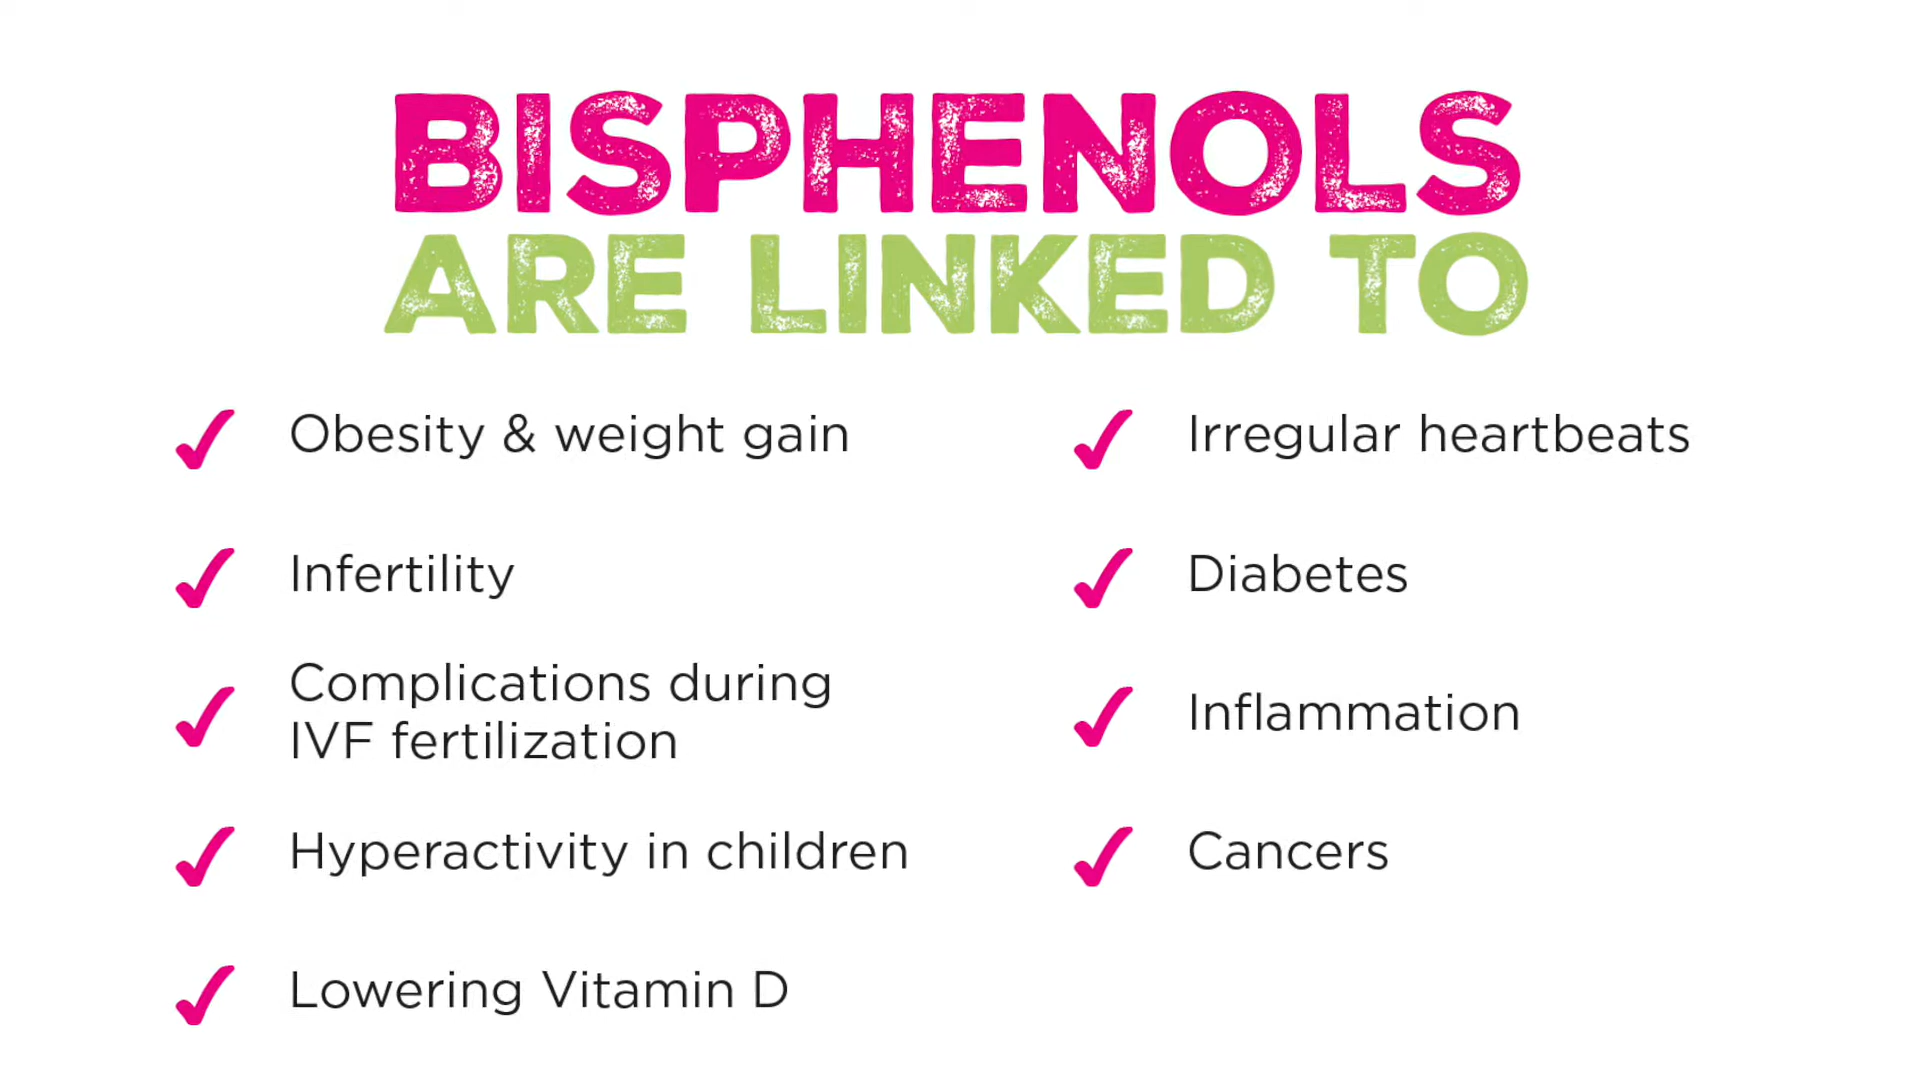 BISPHENOLS
ARE LINKED TO
Obesity & weight gain
Infertility
Complications during
IVF fertilization
Hyperactivity in children
Lowering Vitamin D
Irregular heartbeats
Diabetes
Inflammation
Cancers